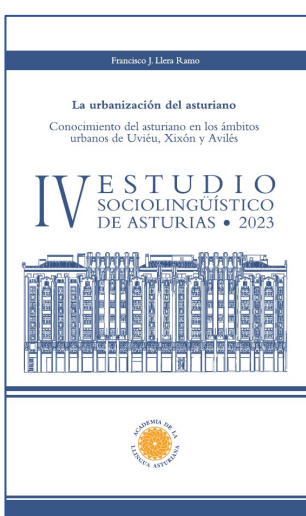 Francisco J. Llera Ramo
La urbanización del asturiano
Conocimiento del asturiano en los ámbitos
urbanos de Uviéu, Xixón y Avilés
IV ESTUDIO
SOCIOLINGÜÍSTICO
DE ASTURIAS • 2023
ACADEMIA DE LA
LLINGUA ASTURIANA